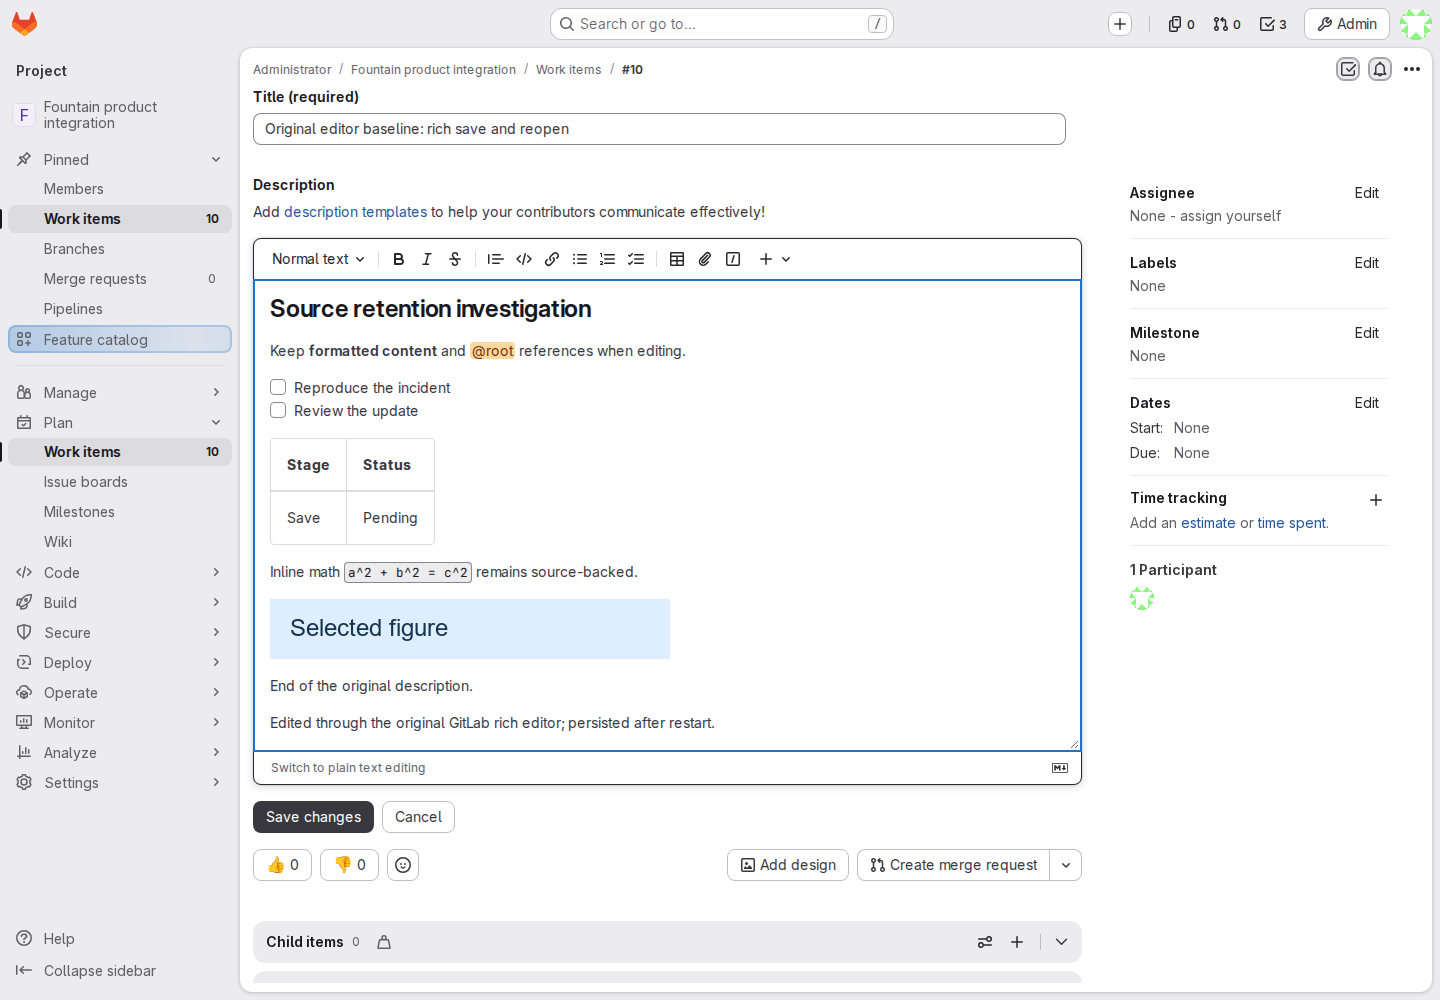 Search or go to...
/
0
0
3
Admin
Project
F
Fountain product integration
Pinned
Members
Work items 10
Branches
Merge requests 0
Pipelines
Feature catalog
Manage
Plan
Work items 10
Issue boards
Milestones
Wiki
Code
Build
Secure
Deploy
Operate
Monitor
Analyze
Settings
Help
Collapse sidebar
Administrator / Fountain product integration / Work items / #10
Title (required)
Original editor baseline: rich save and reopen
Description
Add description templates to help your contributors communicate effectively!
Normal text
Source retention investigation
Keep formatted content and @root references when editing.
Reproduce the incident
Review the update
Stage Status
Save Pending
Inline math a^2 + b^2 = c^2 remains source-backed.
Selected figure
End of the original description.
Edited through the original GitLab rich editor; persisted after restart.
Switch to plain text editing
Save changes
Cancel
👍 0
👎 0
Add design
Create merge request
Child items 0
Assignee Edit
None - assign yourself
Labels Edit
None
Milestone Edit
None
Dates Edit
Start: None
Due: None
Time tracking
Add an estimate or time spent.
1 Participant